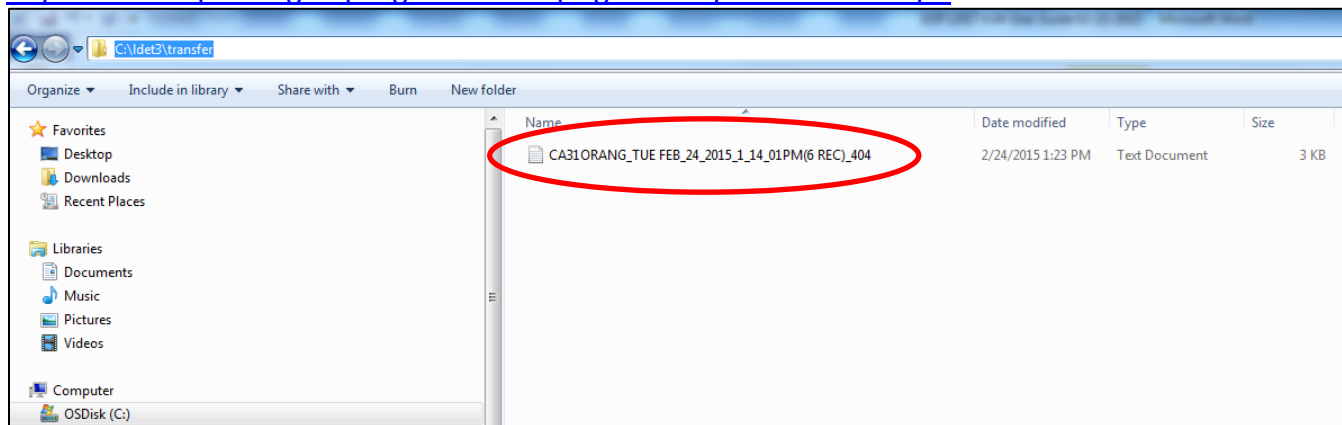 C:\ldet3\transfer
Organize Include in library Share with Burn New folder
Favorites
Desktop
Downloads
Recent Places
Libraries
Documents
Music
Pictures
Videos
Computer
OSDisk (C:)
Name Date modified Type Size
CA31ORANG_TUE FEB_24_2015_1_14_01PM(6 REC)_404 2/24/2015 1:23 PM Text Document 3 KB